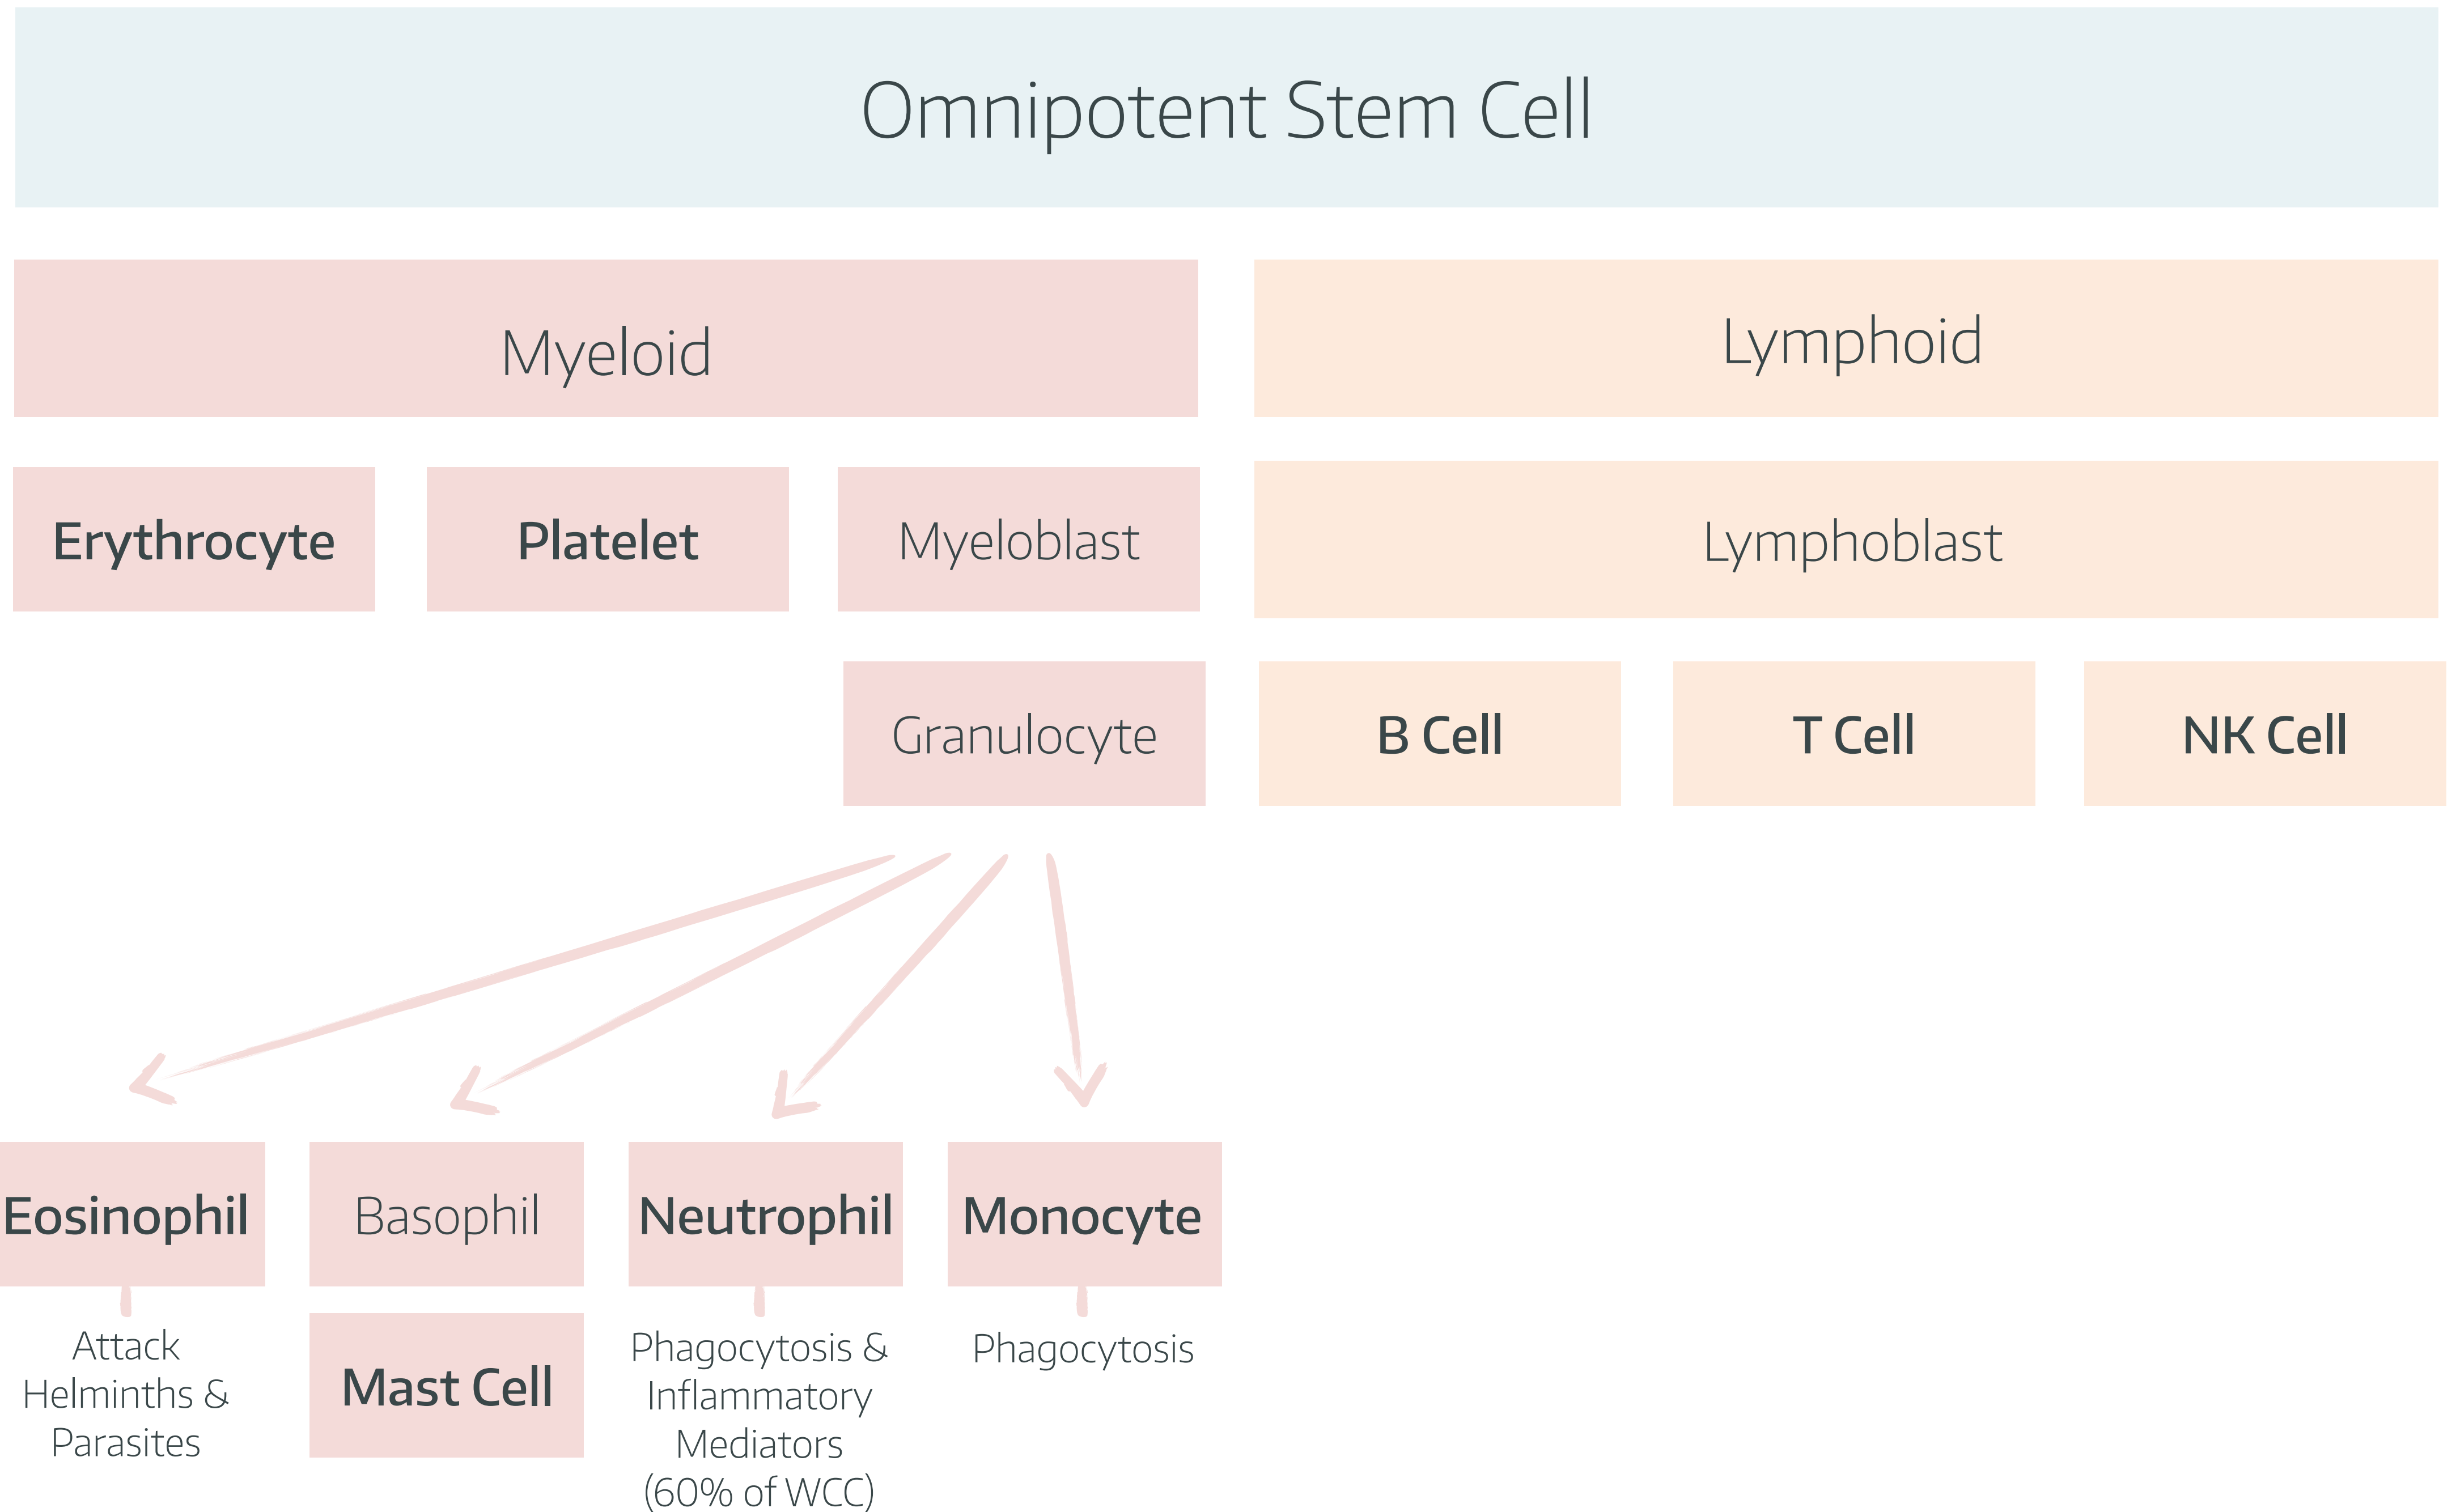 Omnipotent Stem Cell
Myeloid
Lymphoid
Erythrocyte
Platelet
Myeloblast
Lymphoblast
Granulocyte
B Cell
T Cell
NK Cell
Eosinophil
Basophil
Neutrophil
Monocyte
Attack
Helminths &
Parasites
Mast Cell
Phagocytosis &
Inflammatory
Mediators
(60% of WCC)
Phagocytosis